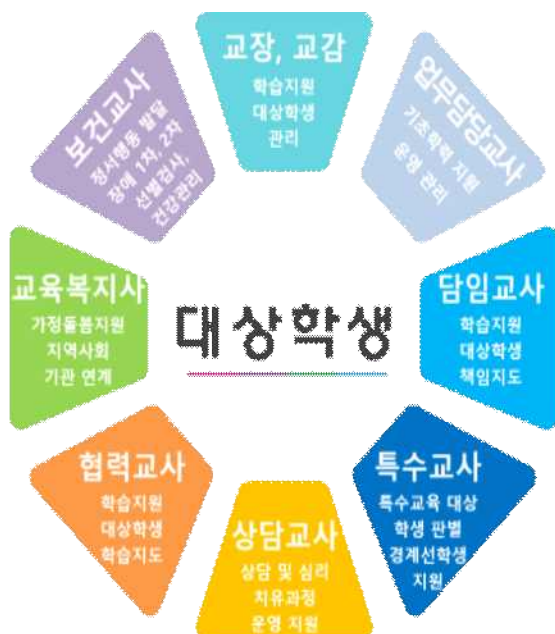 교장, 교감
학습지원
대상학생
관리
업무담당교사
기초학력 지원
운영 관리
담임교사
학습지원
대상학생
책임지도
특수교사
특수교육 대상
학생 판별
경계선학생
지원
상담교사
상담 및 심리
치유과정
운영 지원
협력교사
학습지원
대상학생
학습지도
교육복지사
가정돌봄지원
지역사회
기관 연계
보건교사
정서행동 발달
장애 1차, 2차
선별검사,
건강관리
대상학생